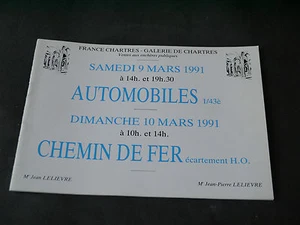 FRANCE CHARTRES - GALERIE DE CHARTRES
Ventes aux enchères publiques
SAMEDI 9 MARS 1991
à 14h. et 19h.30
AUTOMOBILES 1/43è
DIMANCHE 10 MARS 1991
à 10h. et 14h.
CHEMIN DE FER écartement H.O.
Mᵉ Jean LELIEVRE
Mᵉ Jean-Pierre LELIEVRE